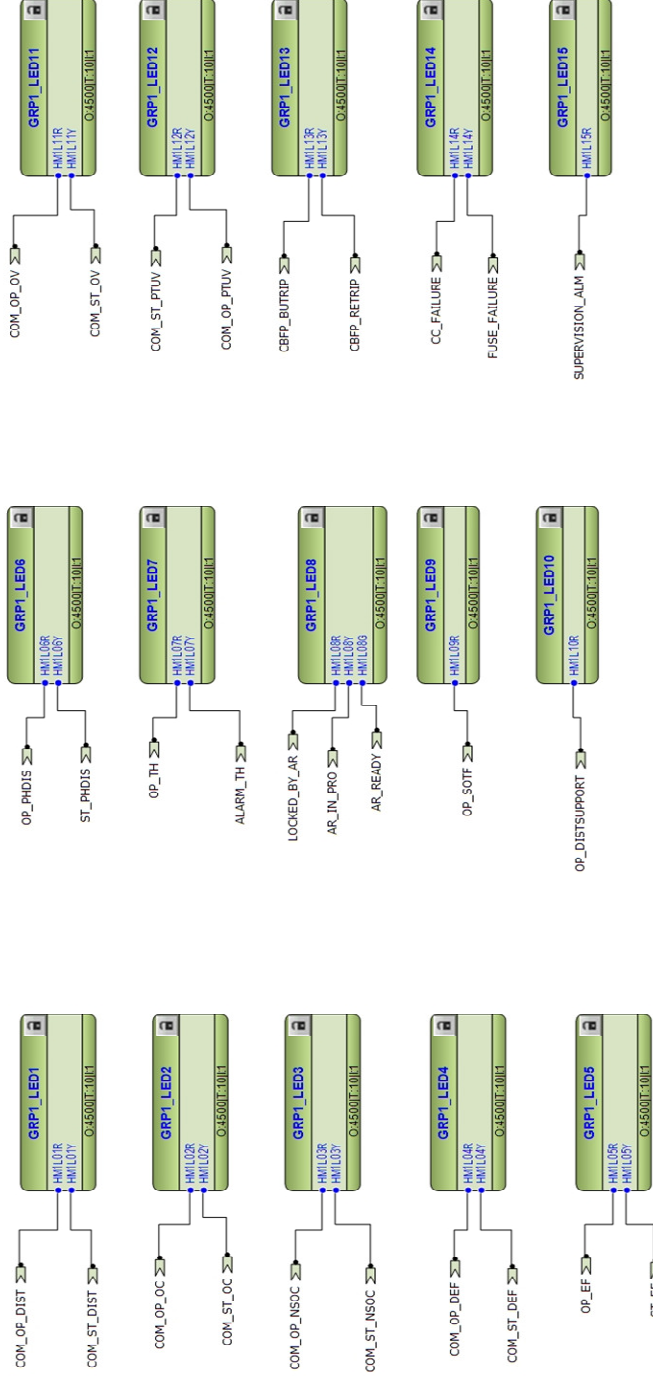 GRP1_LED1
COM_OP_DIST
HM1L01R
HM1L01Y
COM_ST_DIST
O:4500|T:10|I:1
GRP1_LED2
COM_OP_OC
HM1L02R
HM1L02Y
COM_ST_OC
O:4500|T:10|I:1
GRP1_LED3
COM_OP_NSOC
HM1L03R
HM1L03Y
COM_ST_NSOC
O:4500|T:10|I:1
GRP1_LED4
COM_OP_DEF
HM1L04R
HM1L04Y
COM_ST_DEF
O:4500|T:10|I:1
GRP1_LED5
OP_EF
HM1L05R
HM1L05Y
O:4500|T:10|I:1
GRP1_LED6
OP_PHDIS
HM1L06R
HM1L06Y
ST_PHDIS
O:4500|T:10|I:1
GRP1_LED7
OP_TH
HM1L07R
HM1L07Y
ALARM_TH
O:4500|T:10|I:1
GRP1_LED8
LOCKED_BY_AR
HM1L08R
AR_IN_PRO
HM1L08Y
HM1L08G
AR_READY
O:4500|T:10|I:1
GRP1_LED9
HM1L09R
OP_SOTF
O:4500|T:10|I:1
GRP1_LED10
HM1L10R
OP_DISTSUPPORT
O:4500|T:10|I:1
GRP1_LED11
COM_OP_OV
HM1L11R
HM1L11Y
COM_ST_OV
O:4500|T:10|I:1
GRP1_LED12
COM_ST_PTUV
HM1L12R
HM1L12Y
COM_OP_PTUV
O:4500|T:10|I:1
GRP1_LED13
CBFP_BUTRIP
HM1L13R
HM1L13Y
CBFP_RETRIP
O:4500|T:10|I:1
GRP1_LED14
CC_FAILURE
HM1L14R
HM1L14Y
FUSE_FAILURE
O:4500|T:10|I:1
GRP1_LED15
SUPERVISION_ALM
HM1L15R
O:4500|T:10|I:1